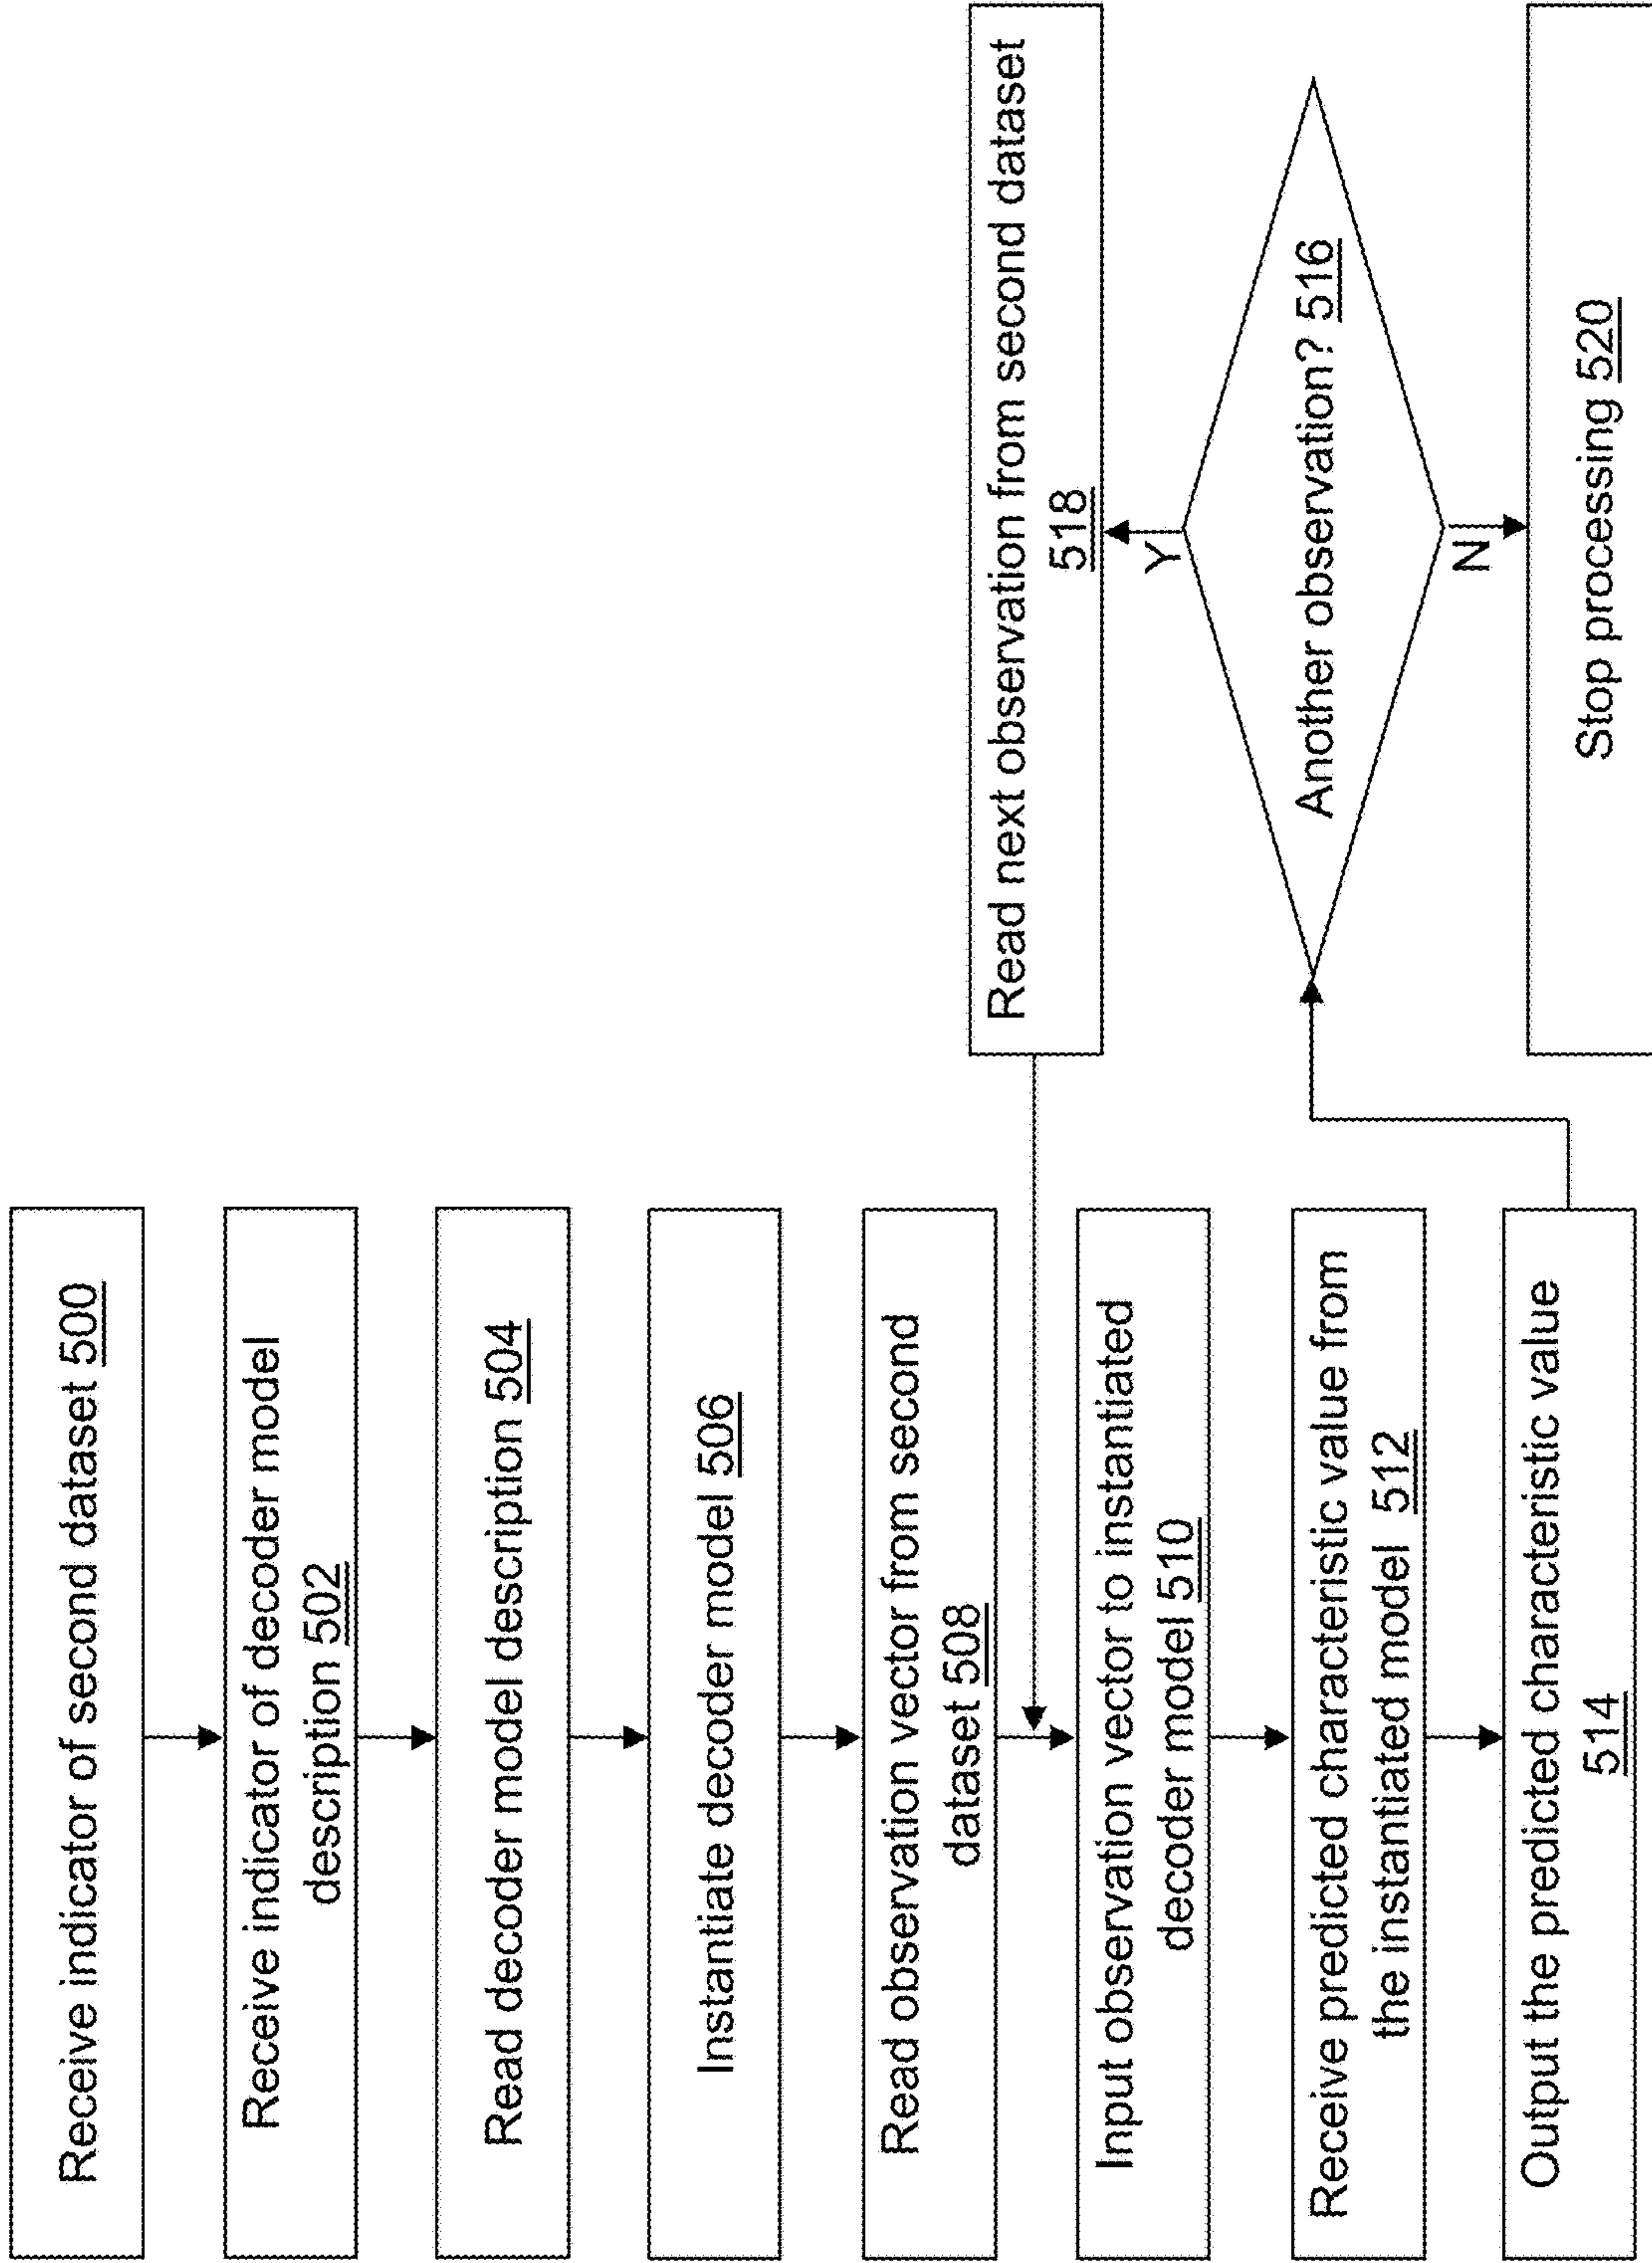 Receive indicator of second dataset 500
Receive indicator of decoder model
description 502
Read decoder model description 504
Instantiate decoder model 506
Read observation vector from second
dataset 508
Input observation vector to instantiated
decoder model 510
Receive predicted characteristic value from
the instantiated model 512
Output the predicted characteristic value
514
Read next observation from second dataset
518
Y
Another observation? 516
N
Stop processing 520